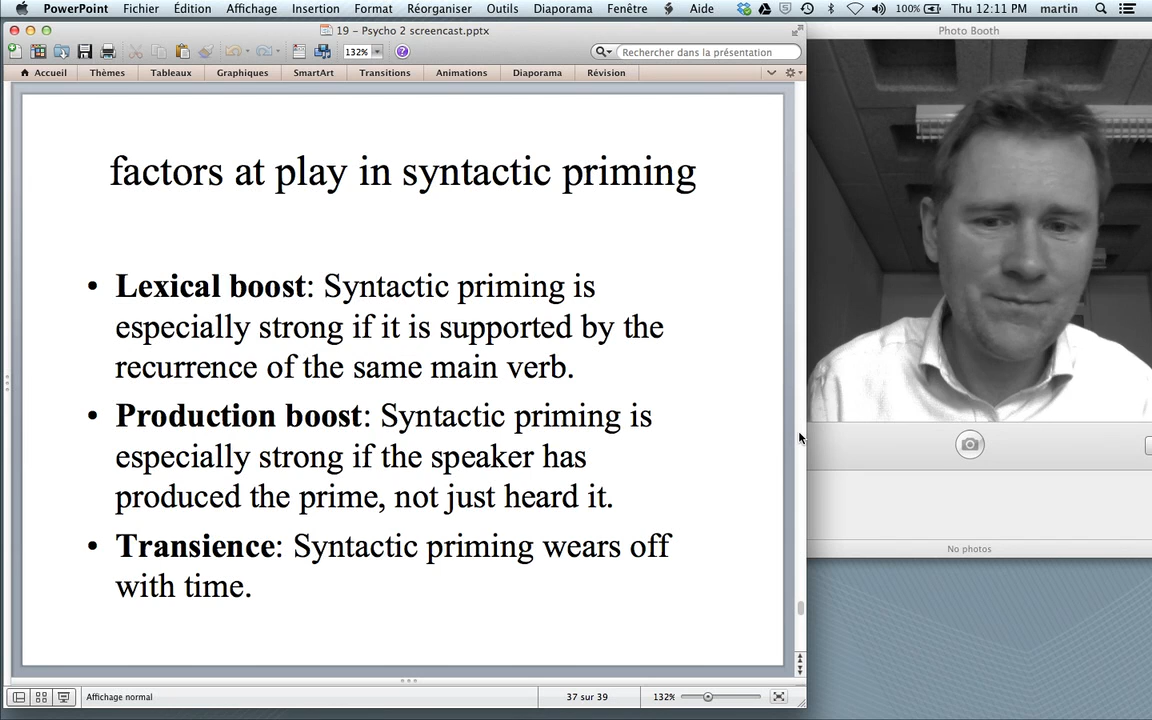 PowerPoint Fichier Édition Affichage Insertion Format Réorganiser Outils Diaporama Fenêtre Aide 100% Thu 12:11 PM martin
19 - Psycho 2 screencast.pptx
Photo Booth
132% Rechercher dans la présentation
Accueil Thèmes Tableaux Graphiques SmartArt Transitions Animations Diaporama Révision
factors at play in syntactic priming
• Lexical boost: Syntactic priming is
especially strong if it is supported by the
recurrence of the same main verb.
• Production boost: Syntactic priming is
especially strong if the speaker has
produced the prime, not just heard it.
• Transience: Syntactic priming wears off
with time.
No photos
Affichage normal 37 sur 39 132%